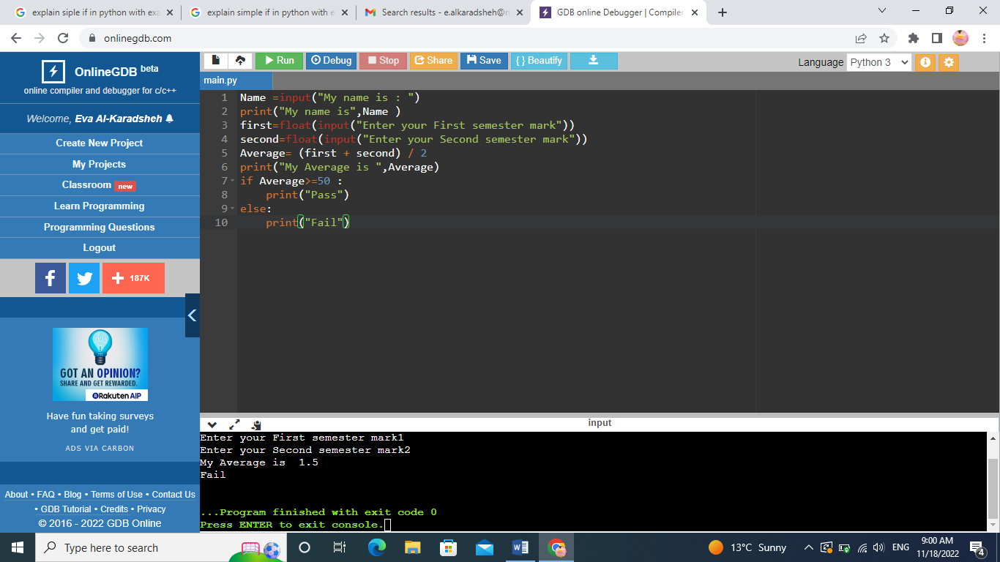 explain siple if in python with exa
explain simple if in python with e
Search results - e.alkaradsheh@n
GDB online Debugger | Compiler
onlinegdb.com
OnlineGDB beta
online compiler and debugger for c/c++
Welcome, Eva Al-Karadsheh
Create New Project
My Projects
Classroom new
Learn Programming
Programming Questions
Logout
187K
GOT AN OPINION?
SHARE AND GET REWARDED.
Rakuten AIP
Have fun taking surveys
and get paid!
ADS VIA CARBON
About • FAQ • Blog • Terms of Use • Contact Us
• GDB Tutorial • Credits • Privacy
© 2016 - 2022 GDB Online
Run Debug Stop Share Save { } Beautify
Language Python 3
main.py
1 Name =input("My name is : ")
2 print("My name is",Name )
3 first=float(input("Enter your First semester mark"))
4 second=float(input("Enter your Second semester mark"))
5 Average= (first + second) / 2
6 print("My Average is ",Average)
7 if Average>=50 :
8     print("Pass")
9 else:
10     print("Fail")
input
Enter your First semester mark1
Enter your Second semester mark2
My Average is  1.5
Fail
...Program finished with exit code 0
Press ENTER to exit console.
Type here to search
13°C Sunny
ENG
9:00 AM
11/18/2022
4